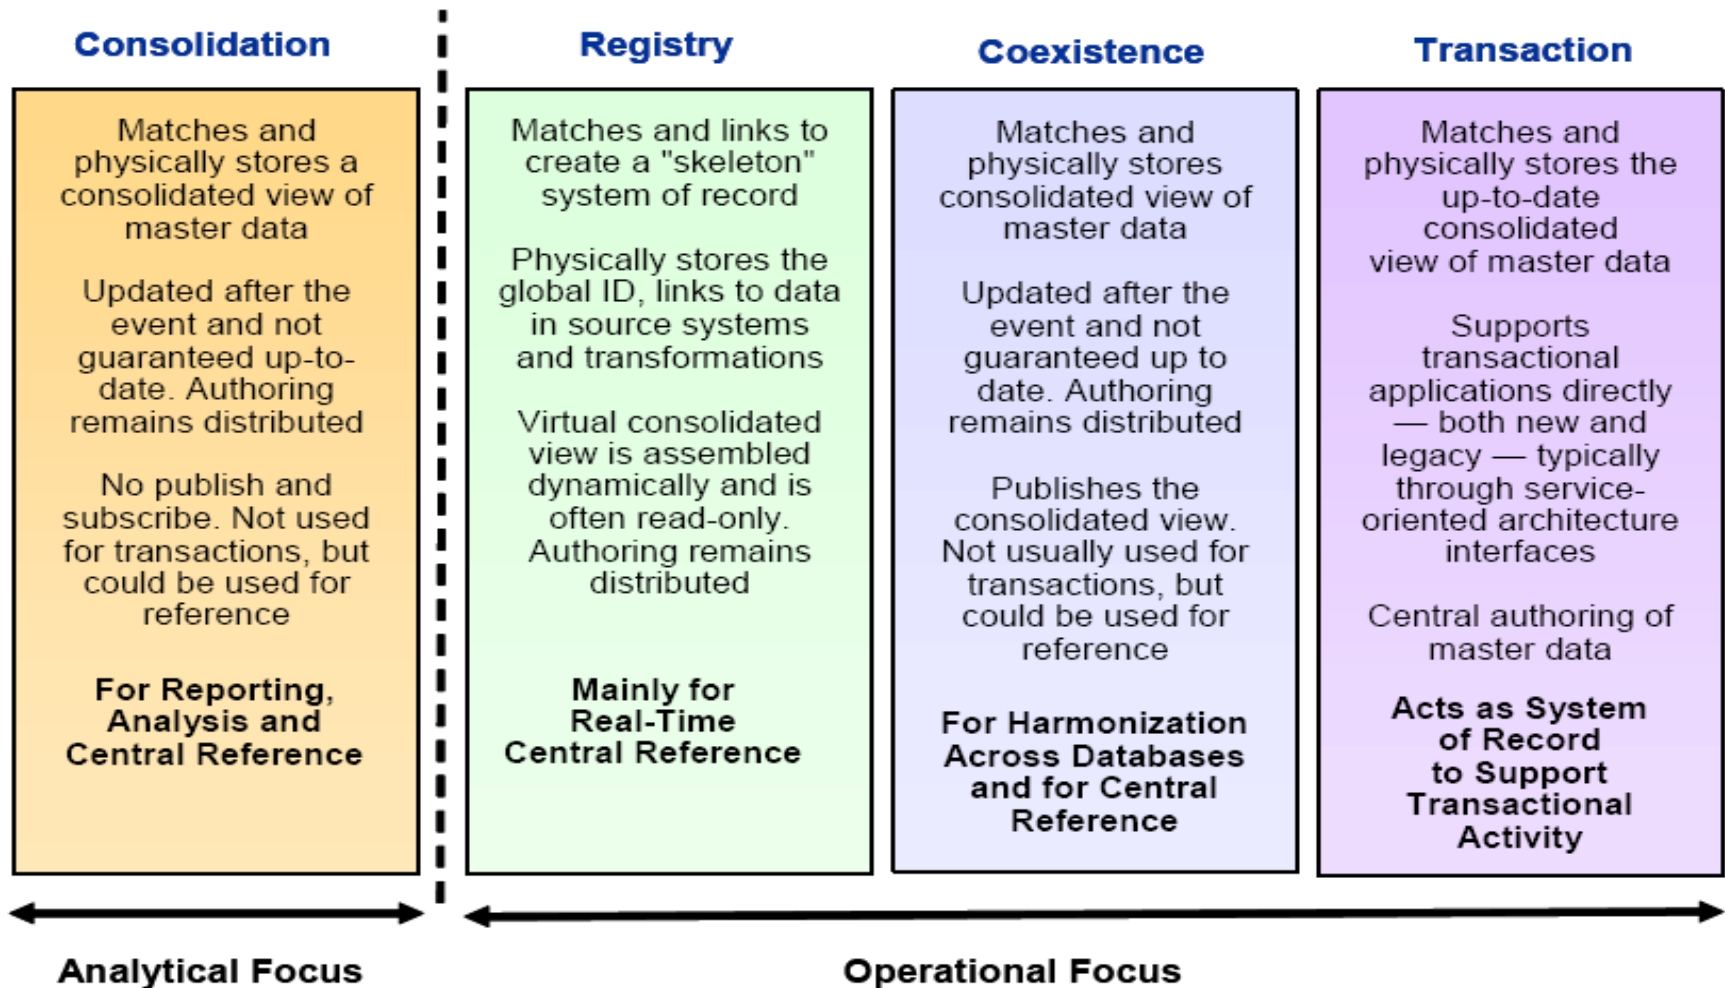 Consolidation
Matches and
physically stores a
consolidated view of
master data
Updated after the
event and not
guaranteed up-to-
date. Authoring
remains distributed
No publish and
subscribe. Not used
for transactions, but
could be used for
reference
For Reporting,
Analysis and
Central Reference
Registry
Matches and links to
create a "skeleton"
system of record
Physically stores the
global ID, links to data
in source systems
and transformations
Virtual consolidated
view is assembled
dynamically and is
often read-only.
Authoring remains
distributed
Mainly for
Real-Time
Central Reference
Coexistence
Matches and
physically stores
consolidated view of
master data
Updated after the
event and not
guaranteed up to
date. Authoring
remains distributed
Publishes the
consolidated view.
Not usually used for
transactions, but
could be used for
reference
For Harmonization
Across Databases
and for Central
Reference
Transaction
Matches and
physically stores the
up-to-date
consolidated
view of master data
Supports
transactional
applications directly
— both new and
legacy — typically
through service-
oriented architecture
interfaces
Central authoring of
master data
Acts as System
of Record
to Support
Transactional
Activity
Analytical Focus
Operational Focus